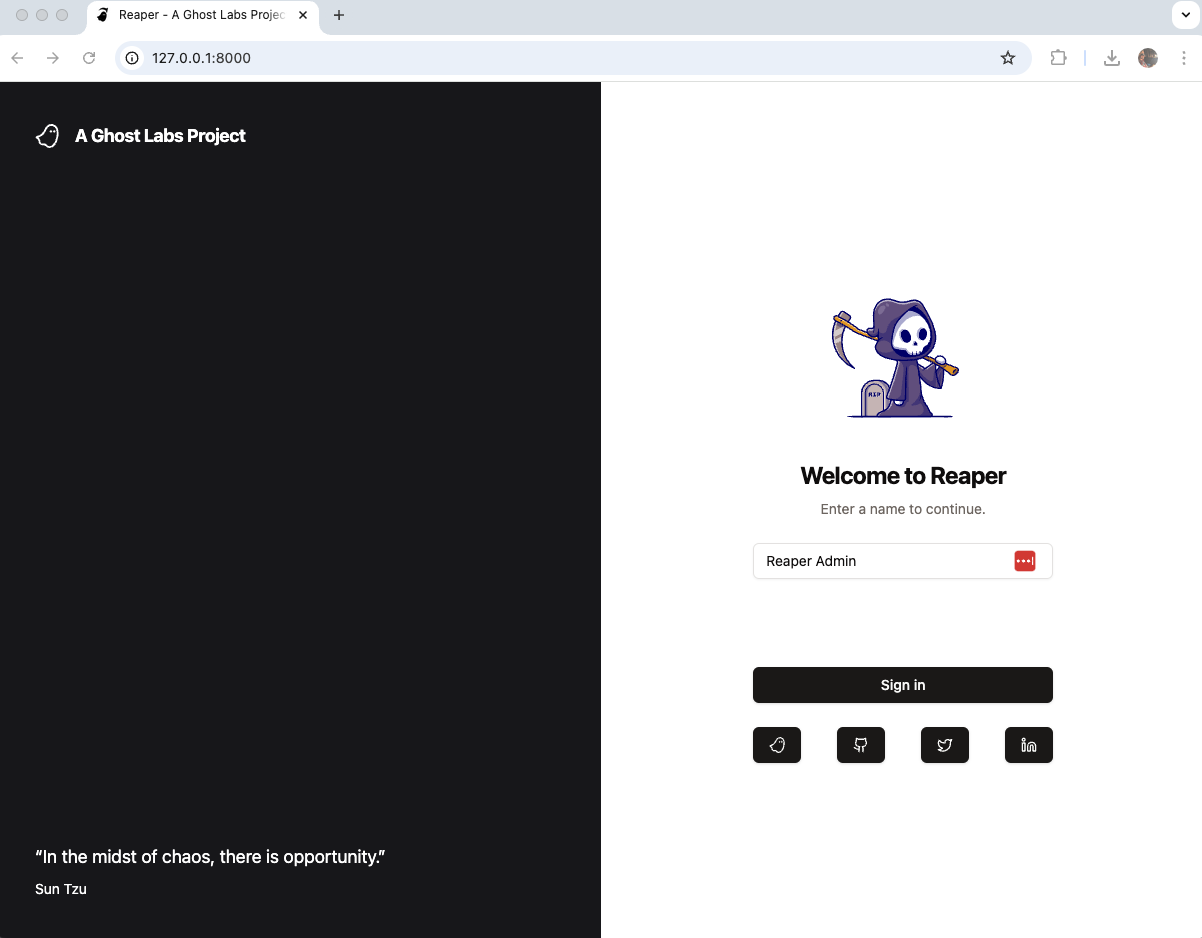 Reaper - A Ghost Labs Projec
127.0.0.1:8000
A Ghost Labs Project
RIP
Welcome to Reaper
Enter a name to continue.
Reaper Admin
Sign in
“In the midst of chaos, there is opportunity.”
Sun Tzu